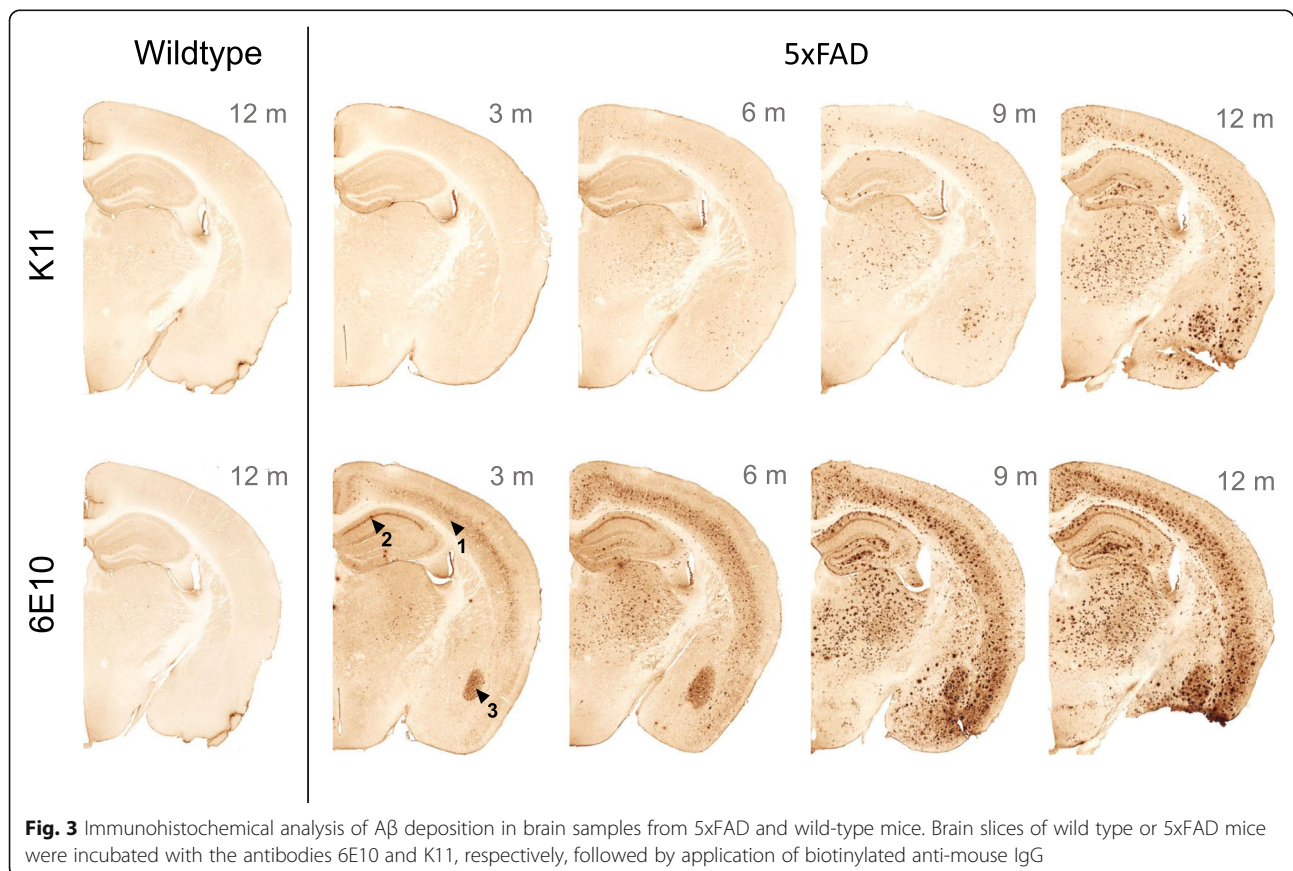 Wildtype
5xFAD
K11
12 m
3 m
6 m
9 m
12 m
6E10
12 m
3 m
6 m
9 m
12 m
1
2
3
Fig. 3 Immunohistochemical analysis of Aβ deposition in brain samples from 5xFAD and wild-type mice. Brain slices of wild type or 5xFAD mice
were incubated with the antibodies 6E10 and K11, respectively, followed by application of biotinylated anti-mouse IgG